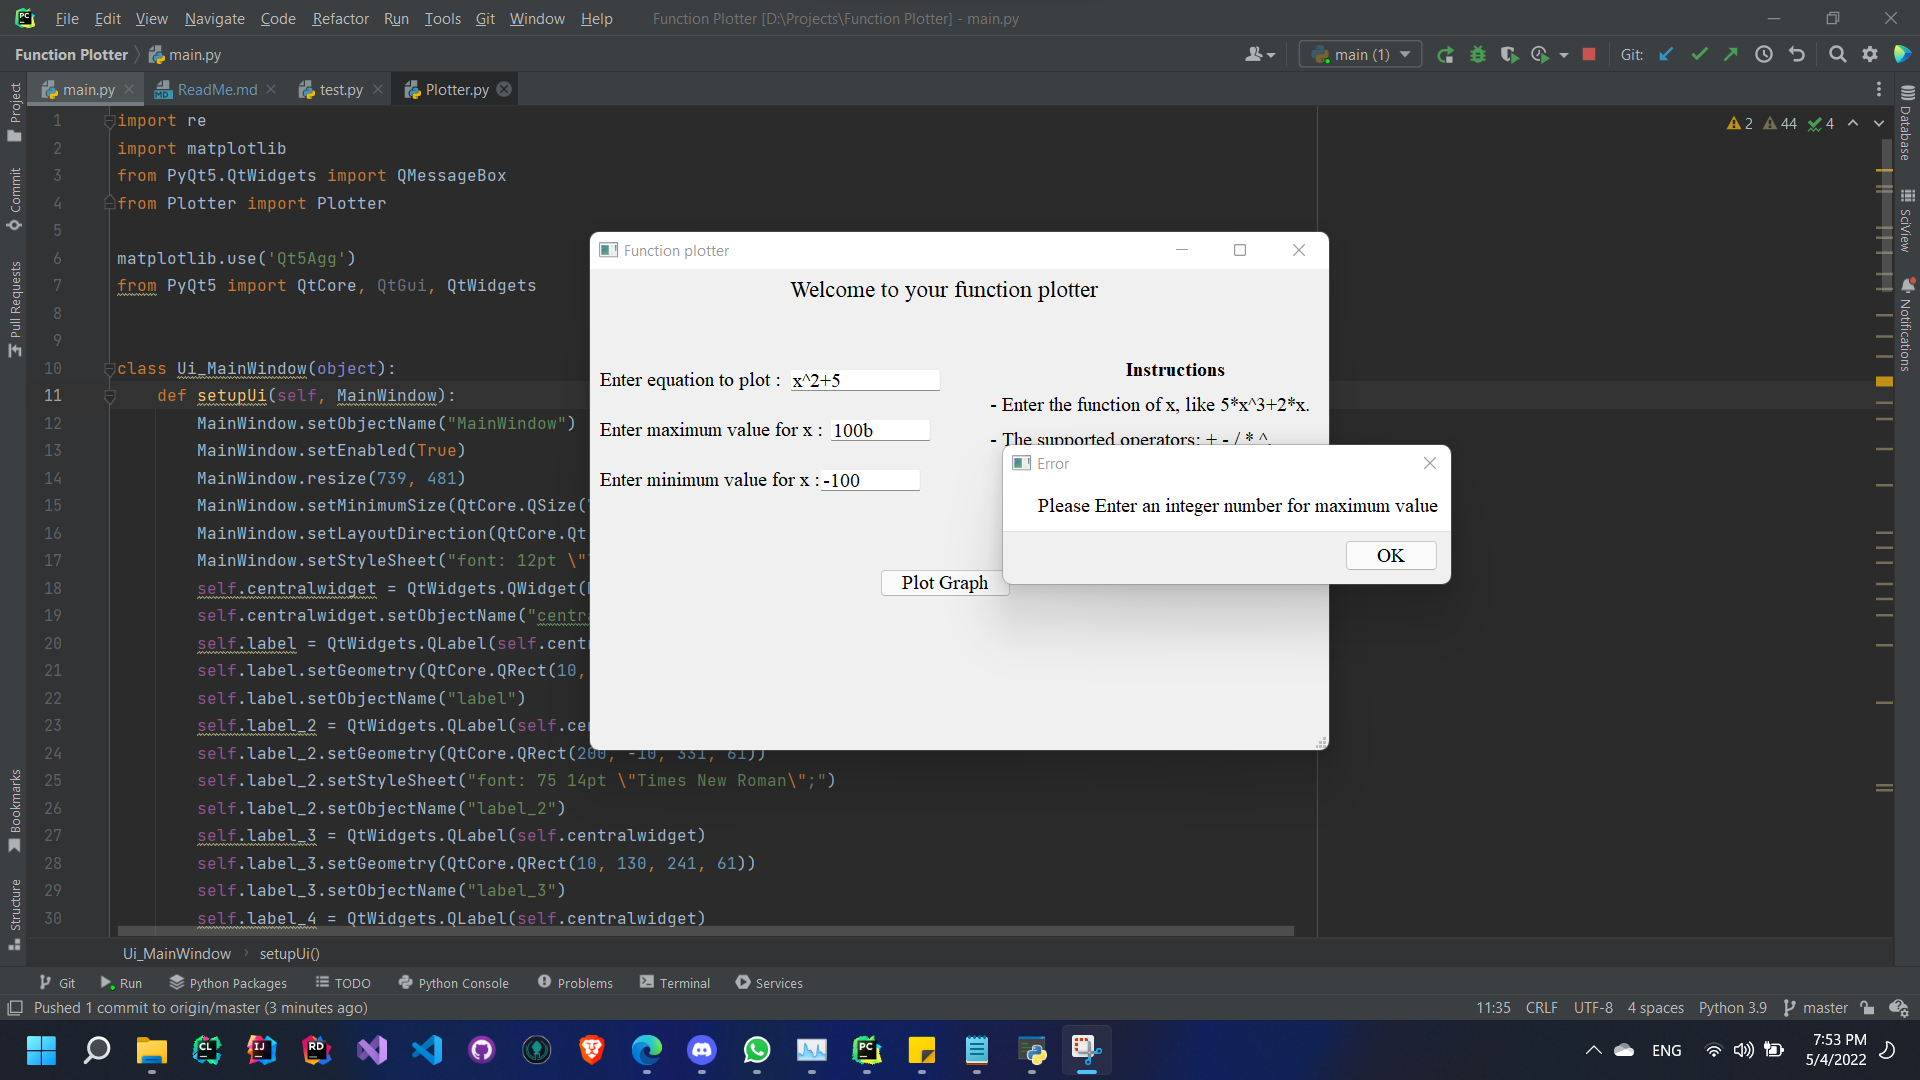 File Edit View Navigate Code Refactor Run Tools Git Window Help Function Plotter [D:\Projects\Function Plotter] - main.py
Function Plotter main.py main (1) Git:
main.py ReadMe.md test.py Plotter.py
Project
Commit
Pull Requests
Bookmarks
Structure
Database
SciView
Notifications
2 44 4
1 import re
2 import matplotlib
3 from PyQt5.QtWidgets import QMessageBox
4 from Plotter import Plotter
5
6 matplotlib.use('Qt5Agg')
7 from PyQt5 import QtCore, QtGui, QtWidgets
8
9
10 class Ui_MainWindow(object):
11 def setupUi(self, MainWindow):
12 MainWindow.setObjectName("MainWindow")
13 MainWindow.setEnabled(True)
14 MainWindow.resize(739, 481)
15 MainWindow.setMinimumSize(QtCore.QSize(
16 MainWindow.setLayoutDirection(QtCore.Qt
17 MainWindow.setStyleSheet("font: 12pt \"
18 self.centralwidget = QtWidgets.QWidget(
19 self.centralwidget.setObjectName("centr
20 self.label = QtWidgets.QLabel(self.cent
21 self.label.setGeometry(QtCore.QRect(10,
22 self.label.setObjectName("label")
23 self.label_2 = QtWidgets.QLabel(self.ce
24 self.label_2.setGeometry(QtCore.QRect(200, -10, 331, 61))
25 self.label_2.setStyleSheet("font: 75 14pt \"Times New Roman\";")
26 self.label_2.setObjectName("label_2")
27 self.label_3 = QtWidgets.QLabel(self.centralwidget)
28 self.label_3.setGeometry(QtCore.QRect(10, 130, 241, 61))
29 self.label_3.setObjectName("label_3")
30 self.label_4 = QtWidgets.QLabel(self.centralwidget)
Function plotter
Welcome to your function plotter
Enter equation to plot : x^2+5
Enter maximum value for x : 100b
Enter minimum value for x : -100
Instructions
- Enter the function of x, like 5*x^3+2*x.
- The supported operators: + - / * ^.
Plot Graph
Error
Please Enter an integer number for maximum value
OK
Ui_MainWindow setupUi()
Git Run Python Packages TODO Python Console Problems Terminal Services
Pushed 1 commit to origin/master (3 minutes ago) 11:35 CRLF UTF-8 4 spaces Python 3.9 master
ENG 7:53 PM
5/4/2022